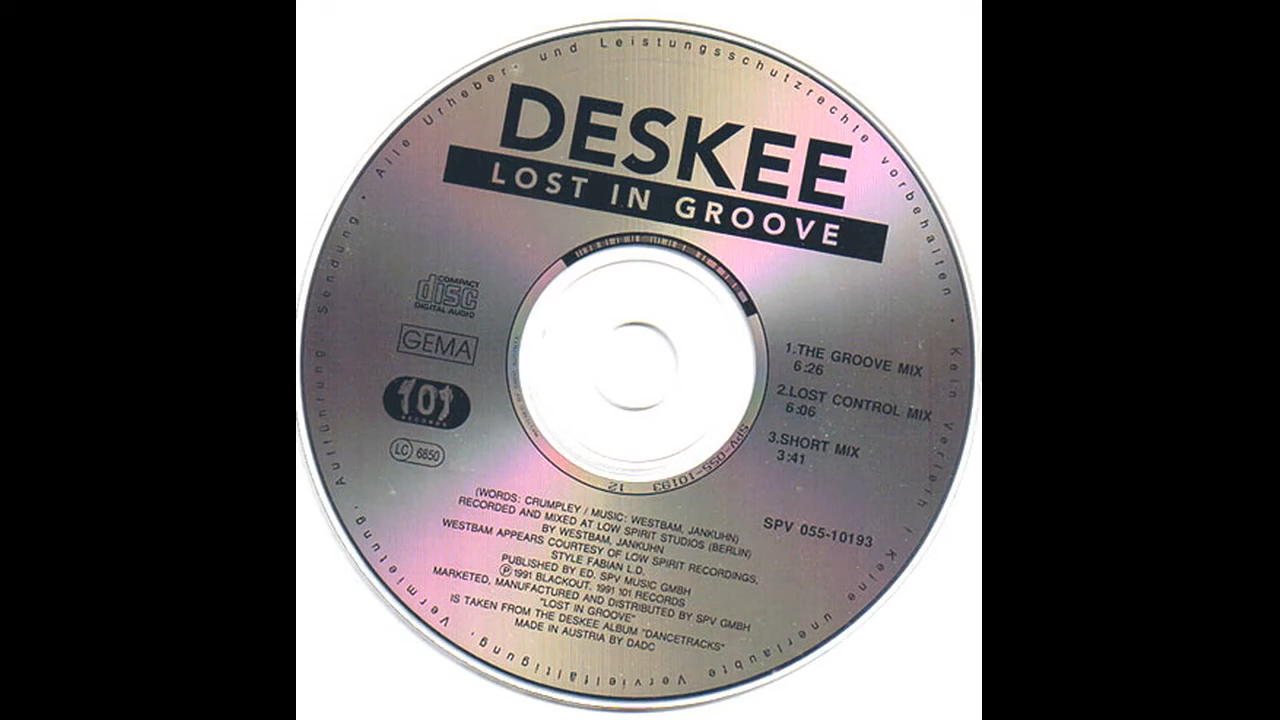 Alle Urheber- und Leistungsschutzrechte vorbehalten · Kein Verleih! Keine unerlaubte Vervielfältigung, Vermietung, Aufführung, Sendung ·
DESKEE
LOST IN GROOVE
COMPACT
disc
DIGITAL AUDIO
GEMA
101
RECORDS
LC 6850
1.THE GROOVE MIX
6:26
2.LOST CONTROL MIX
6:06
3.SHORT MIX
3:41
SPV 055-10193
SPV-055-10193 12
(WORDS: CRUMPLEY / MUSIC: WESTBAM, JANKUHN)
RECORDED AND MIXED AT LOW SPIRIT STUDIOS (BERLIN)
BY WESTBAM, JANKUHN
WESTBAM APPEARS COURTESY OF LOW SPIRIT RECORDINGS,
STYLE FABIAN L.D.
PUBLISHED BY ED. SPV MUSIC GMBH
Ⓟ 1991 BLACKOUT. 1991 101 RECORDS
MARKETED, MANUFACTURED AND DISTRIBUTED BY SPV GMBH
"LOST IN GROOVE"
IS TAKEN FROM THE DESKEE ALBUM "DANCETRACKS"
MADE IN AUSTRIA BY DADC